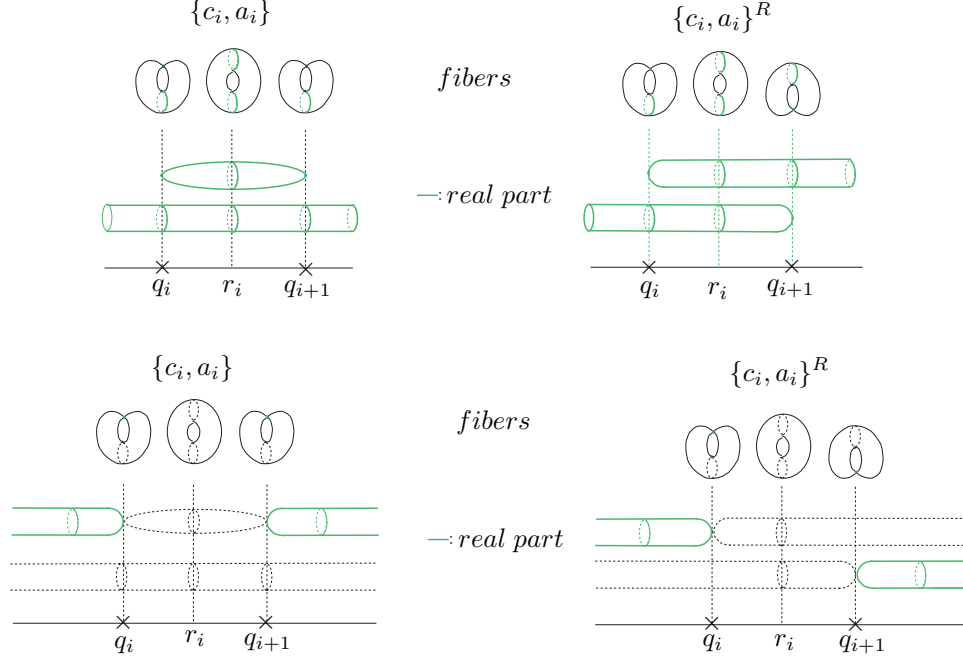 {c_i, a_i}
{c_i, a_i}^R
fibers
—: real part
q_i r_i q_{i+1}
q_i r_i q_{i+1}
{c_i, a_i}
{c_i, a_i}^R
fibers
—: real part
q_i r_i q_{i+1}
q_i r_i q_{i+1}